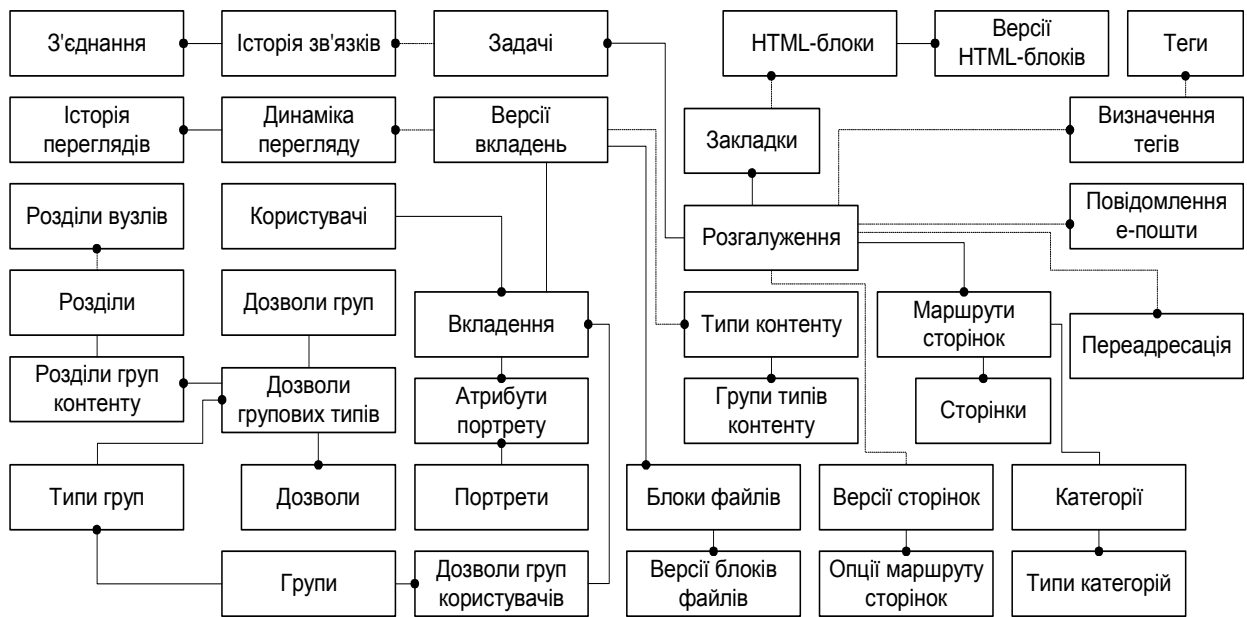 З'єднання
Історія зв'язків
Задачі
HTML-блоки
Версії
HTML-блоків
Теги
Історія
переглядів
Динаміка
перегляду
Версії
вкладень
Закладки
Визначення
тегів
Розділи вузлів
Користувачі
Розгалуження
Повідомлення
е-пошти
Розділи
Дозволи груп
Вкладення
Типи контенту
Маршрути
сторінок
Переадресація
Розділи груп
контенту
Дозволи
групових типів
Атрибути
портрету
Групи типів
контенту
Сторінки
Типи груп
Дозволи
Портрети
Блоки файлів
Версії сторінок
Категорії
Групи
Дозволи груп
користувачів
Версії блоків
файлів
Опції маршруту
сторінок
Типи категорій